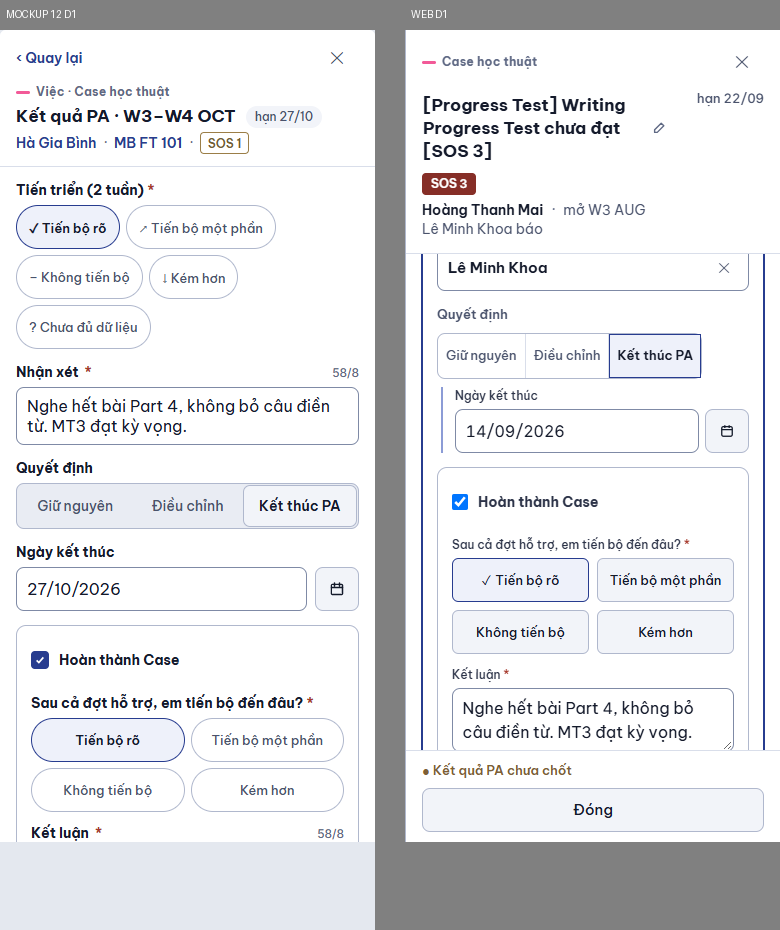 MOCKUP 12 D1
‹ Quay lại
Việc · Case học thuật
Kết quả PA · W3–W4 OCT
hạn 27/10
Hà Gia Bình · MB FT 101 · SOS 1
Tiến triển (2 tuần) *
✓ Tiến bộ rõ
↗ Tiến bộ một phần
– Không tiến bộ
↓ Kém hơn
? Chưa đủ dữ liệu
Nhận xét *
58/8
Nghe hết bài Part 4, không bỏ câu điền
từ. MT3 đạt kỳ vọng.
Quyết định
Giữ nguyên
Điều chỉnh
Kết thúc PA
Ngày kết thúc
27/10/2026
Hoàn thành Case
Sau cả đợt hỗ trợ, em tiến bộ đến đâu? *
Tiến bộ rõ
Tiến bộ một phần
Không tiến bộ
Kém hơn
Kết luận *
58/8
WEB D1
Case học thuật
[Progress Test] Writing
Progress Test chưa đạt
[SOS 3]
hạn 22/09
SOS 3
Hoàng Thanh Mai · mở W3 AUG
Lê Minh Khoa báo
Lê Minh Khoa
Quyết định
Giữ nguyên
Điều chỉnh
Kết thúc PA
Ngày kết thúc
14/09/2026
Hoàn thành Case
Sau cả đợt hỗ trợ, em tiến bộ đến đâu? *
✓ Tiến bộ rõ
Tiến bộ một phần
Không tiến bộ
Kém hơn
Kết luận *
Nghe hết bài Part 4, không bỏ
câu điền từ. MT3 đạt kỳ vọng.
● Kết quả PA chưa chốt
Đóng